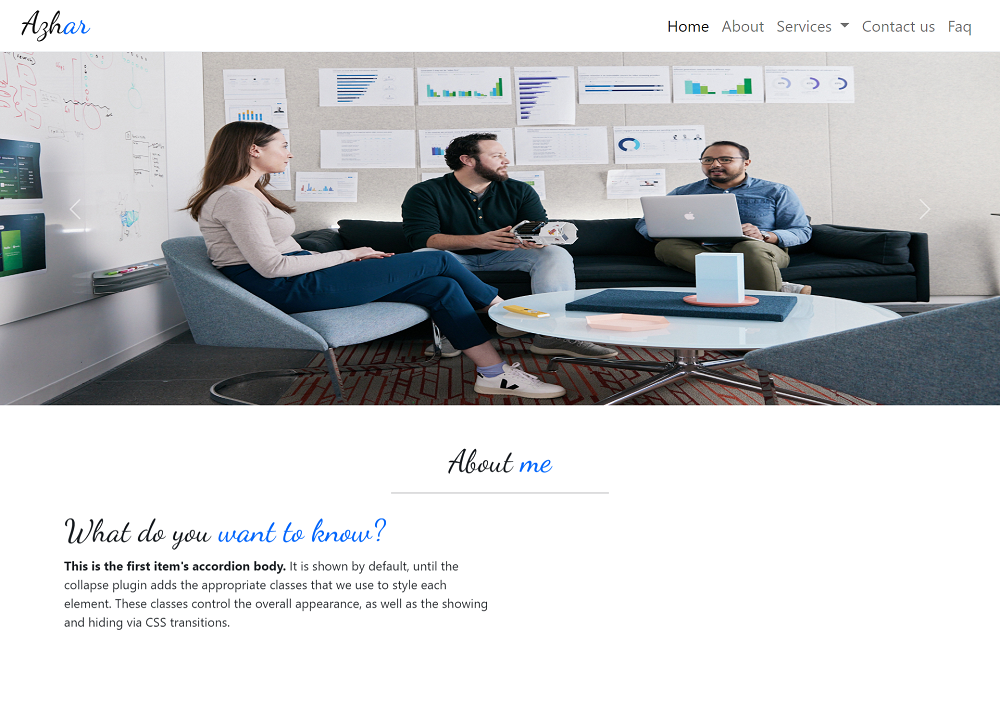 Azhar
Home About Services Contact us Faq
About me
What do you want to know?
This is the first item's accordion body. It is shown by default, until the
collapse plugin adds the appropriate classes that we use to style each
element. These classes control the overall appearance, as well as the showing
and hiding via CSS transitions.